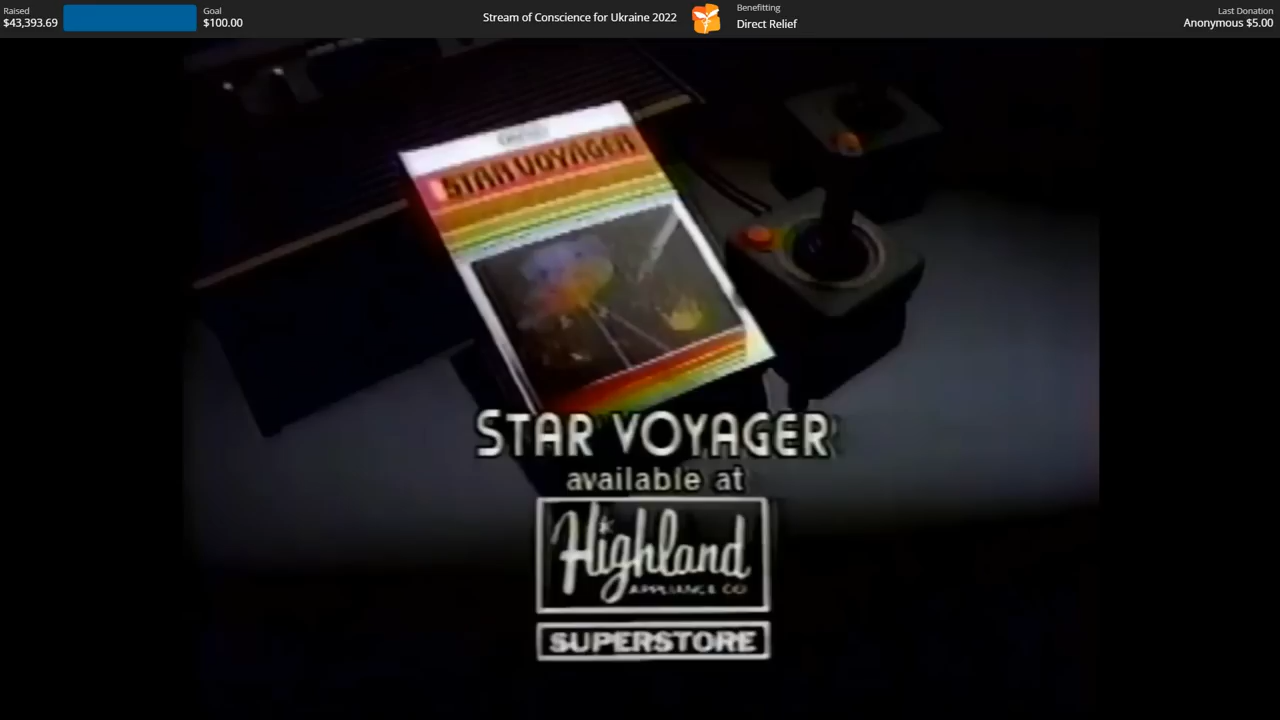 Raised
$43,393.69
Goal
$100.00
Stream of Conscience for Ukraine 2022
Benefitting
Direct Relief
Last Donation
Anonymous $5.00
STAR VOYAGER
STAR VOYAGER
available at
Highland
APPLIANCE CO
SUPERSTORE